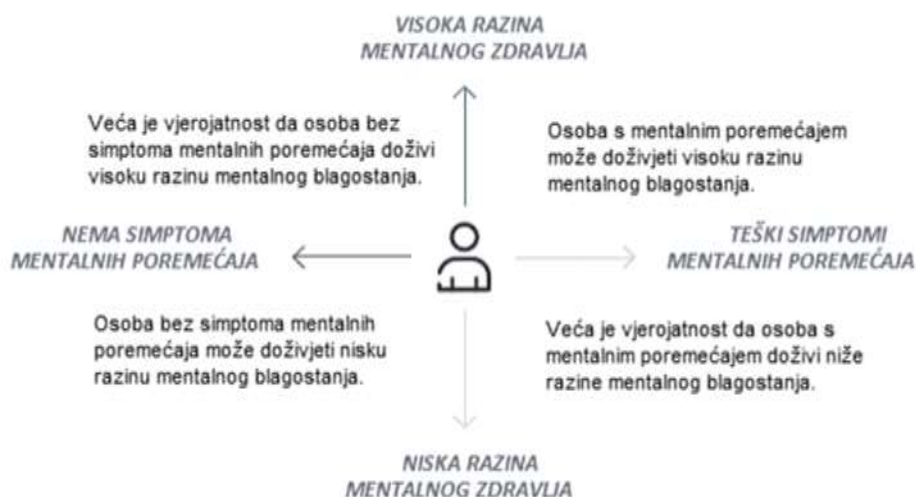 VISOKA RAZINA
MENTALNOG ZDRAVLJA
Veća je vjerojatnost da osoba bez
simptoma mentalnih poremećaja doživi
visoku razinu mentalnog blagostanja.
Osoba s mentalnim poremećajem
može doživjeti visoku razinu
mentalnog blagostanja.
NEMA SIMPTOMA
MENTALNIH POREMEĆAJA
TEŠKI SIMPTOMI
MENTALNIH POREMEĆAJA
Osoba bez simptoma mentalnih
poremećaja može doživjeti nisku
razinu mentalnog blagostanja.
Veća je vjerojatnost da osoba s
mentalnim poremećajem doživi niže
razine mentalnog blagostanja.
NISKA RAZINA
MENTALNOG ZDRAVLJA